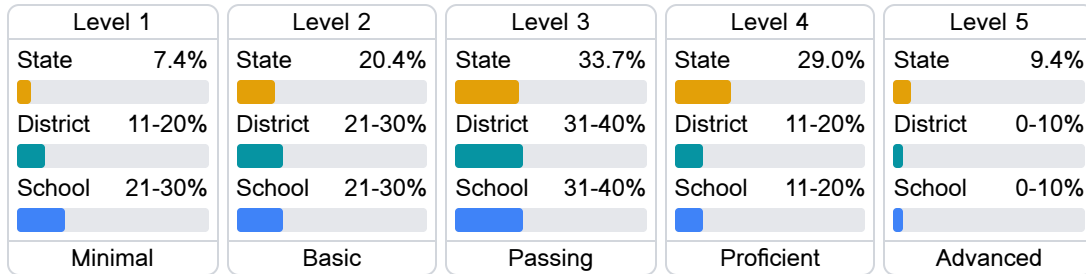 Level 1
State 7.4%
District 11-20%
School 21-30%
Minimal
Level 2
State 20.4%
District 21-30%
School 21-30%
Basic
Level 3
State 33.7%
District 31-40%
School 31-40%
Passing
Level 4
State 29.0%
District 11-20%
School 11-20%
Proficient
Level 5
State 9.4%
District 0-10%
School 0-10%
Advanced